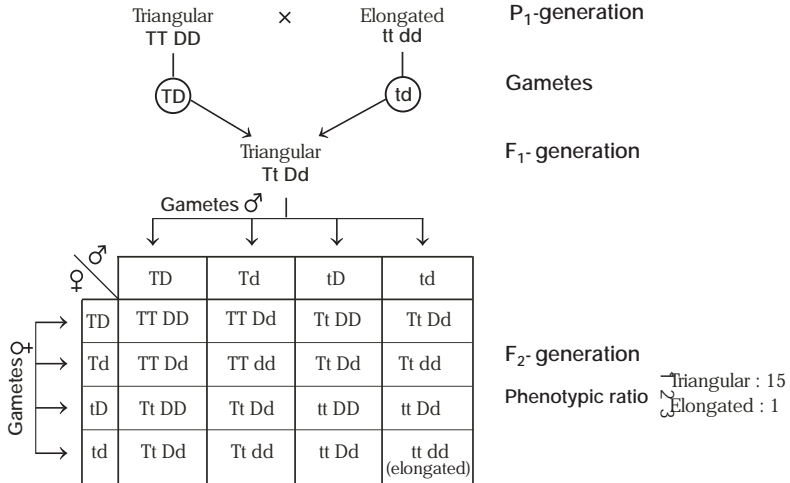 Triangular × Elongated P₁-generation
TT DD tt dd
TD td Gametes
Triangular F₁-generation
Tt Dd
Gametes ♂
♀ ♂ TD Td tD td
Gametes♀
TD TT DD TT Dd Tt DD Tt Dd
Td TT Dd TT dd Tt Dd Tt dd F₂-generation
tD Tt DD Tt Dd tt DD tt Dd Phenotypic ratio 1 2 3 Triangular : 15
Elongated : 1
td Tt Dd Tt dd tt Dd tt dd
(elongated)